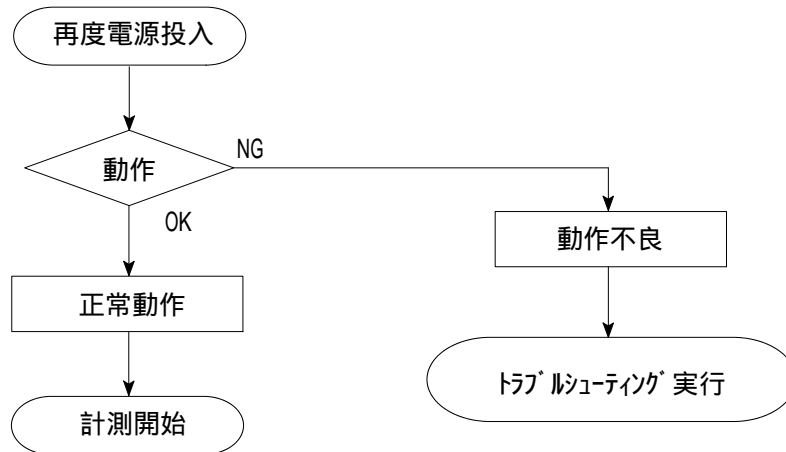 再度電源投入
動作
NG
OK
動作不良
正常動作
ﾄﾗﾌﾞﾙｼｭｰﾃｨﾝｸﾞ実行
計測開始